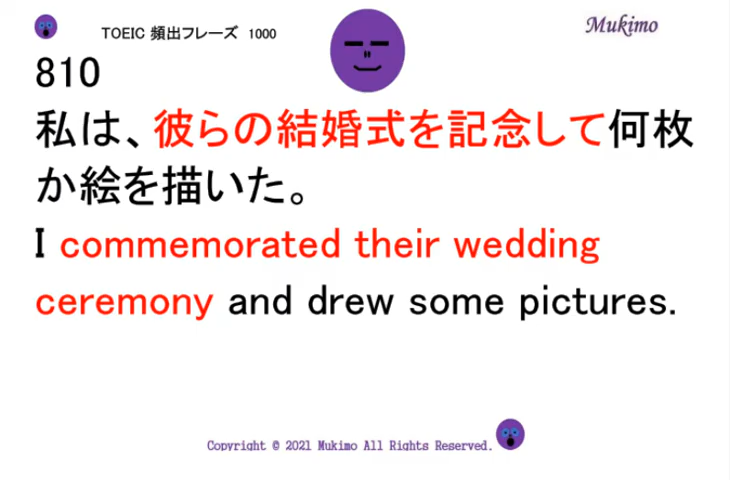 TOEIC 頻出フレーズ 1000
Mukimo
810
私は、彼らの結婚式を記念して何枚
か絵を描いた。
I commemorated their wedding
ceremony and drew some pictures.
Copyright © 2021 Mukimo All Rights Reserved.